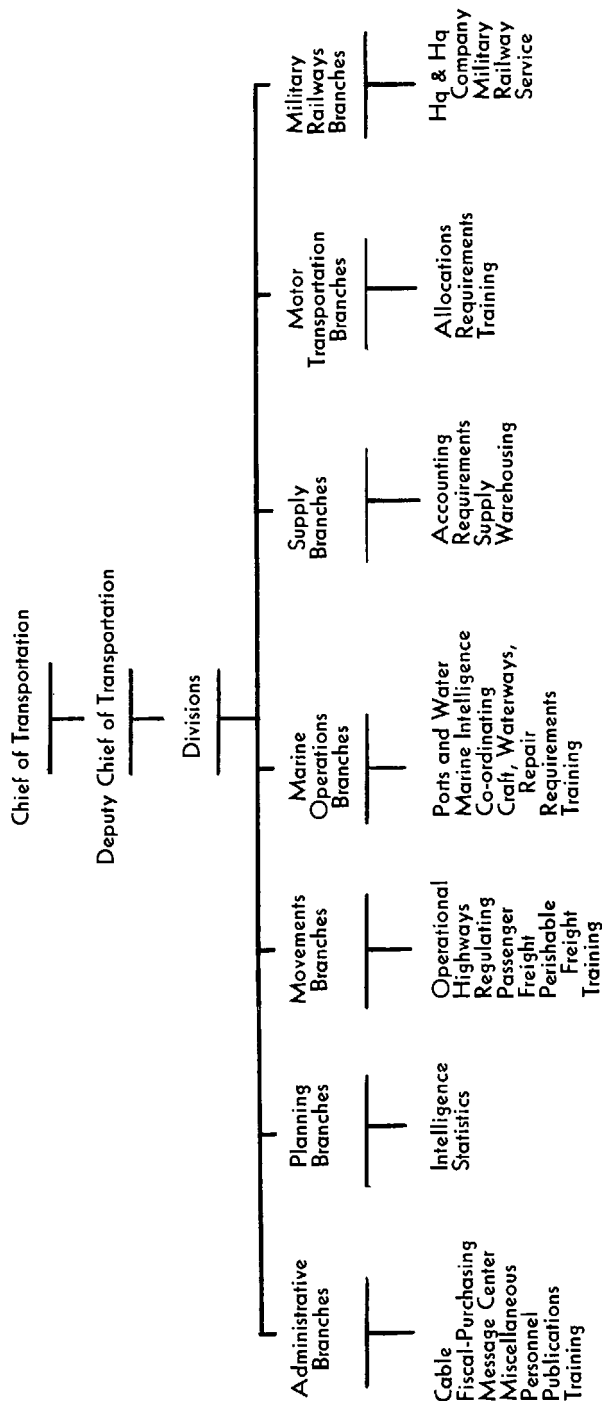 Chief of Transportation
Deputy Chief of Transportation
Divisions
Administrative
Branches
Cable
Fiscal-Purchasing
Message Center
Miscellaneous
Personnel
Publications
Training
Planning
Branches
Intelligence
Statistics
Movements
Branches
Operational
Highways
Regulating
Passenger
Freight
Perishable
Freight
Training
Marine
Operations
Branches
Ports and Water
Marine Intelligence
Co-ordinating
Craft, Waterways,
Repair
Requirements
Training
Supply
Branches
Accounting
Requirements
Supply
Warehousing
Motor
Transportation
Branches
Allocations
Requirements
Training
Military
Railways
Branches
Hq & Hq
Company
Military
Railway
Service